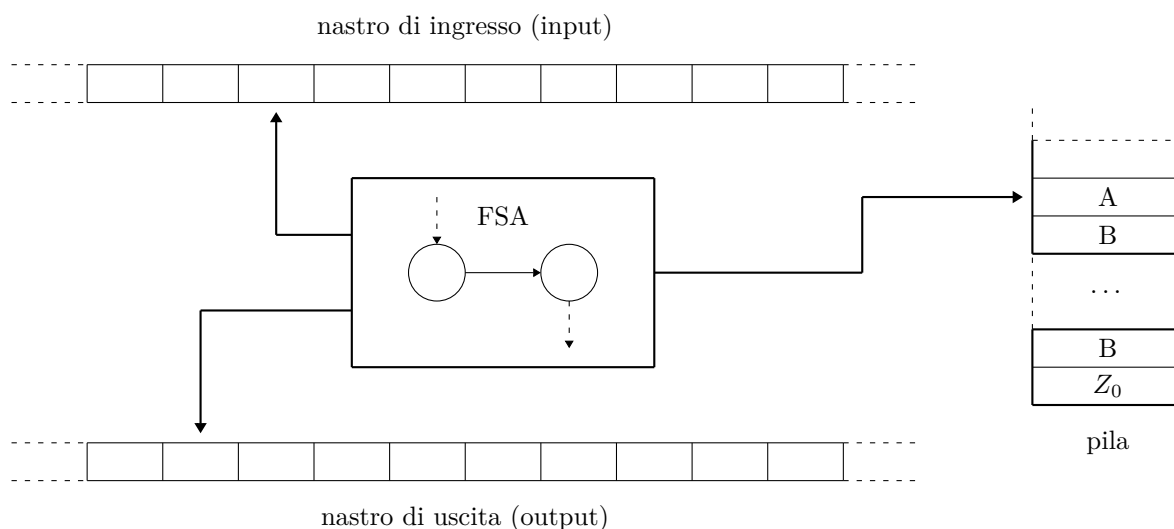 nastro di ingresso (input)
FSA
A
B
...
B
Z₀
pila
nastro di uscita (output)